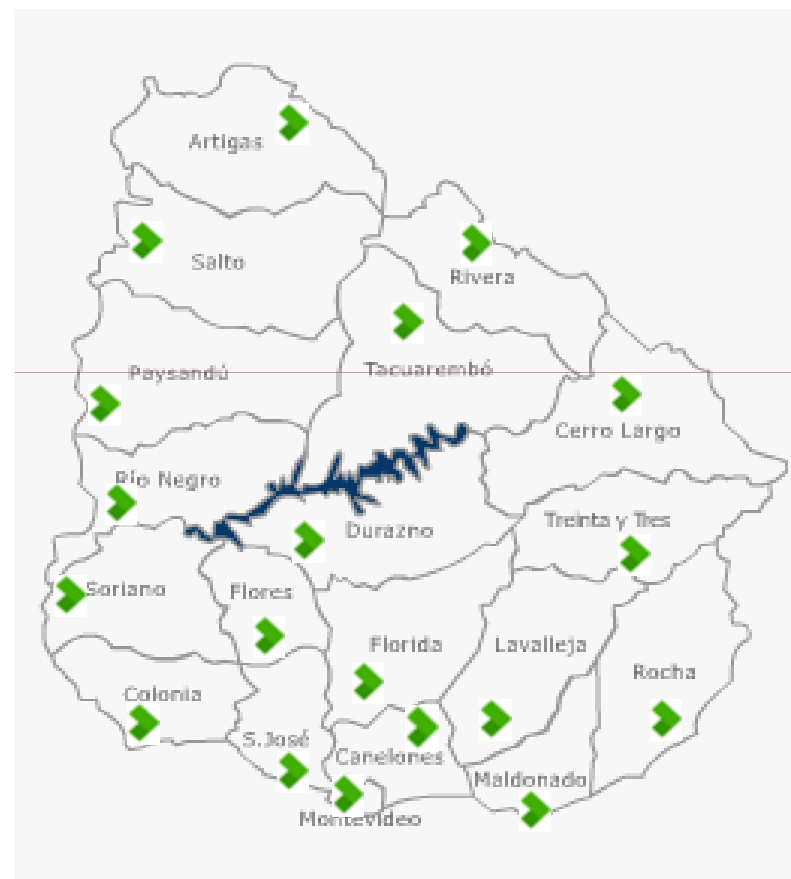 Artigas
Salto
Rivera
Paysandú
Tacuarembó
Cerro Largo
Río Negro
Durazno
Treinta y Tres
Soriano
Flores
Florida
Lavalleja
Rocha
Colonia
S.José
Canelones
Maldonado
Montevideo